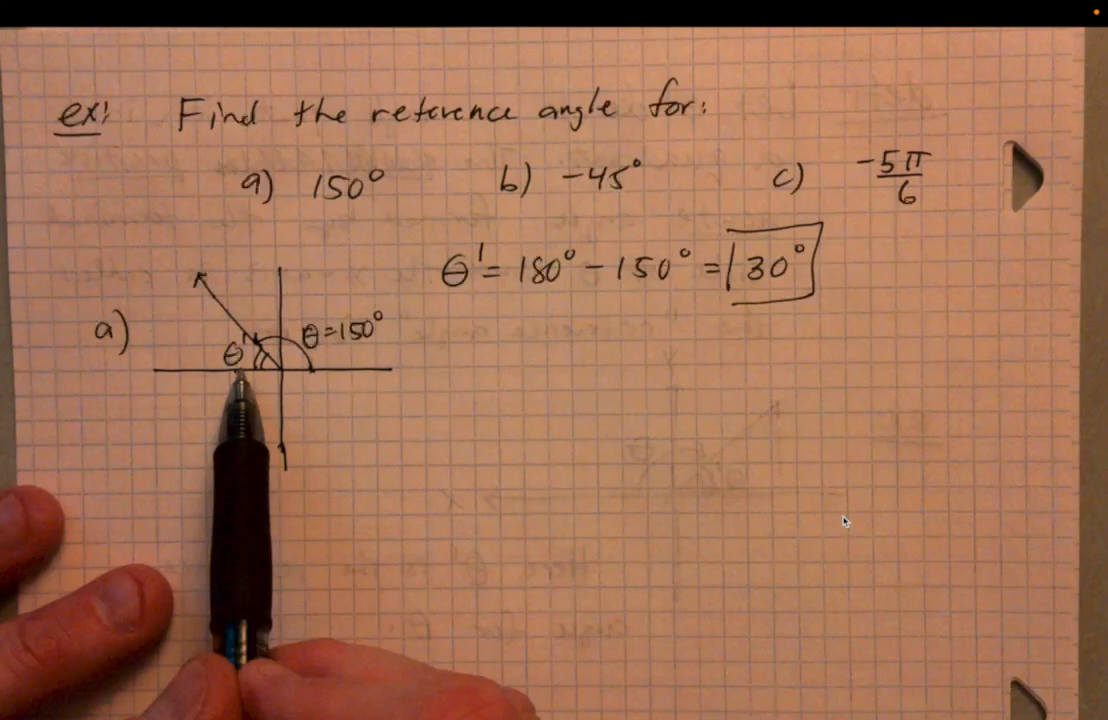 ex: Find the reference angle for:
a) 150° b) -45° c) -5π/6
θ' = 180° - 150° = 30°
a) θ' θ=150°